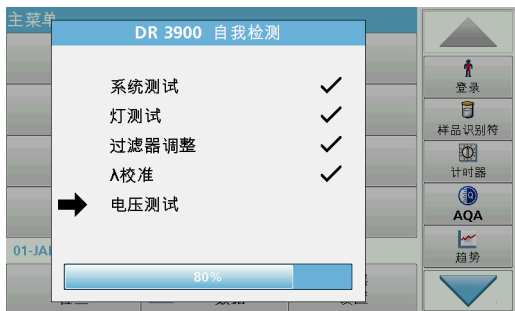 主菜单
DR 3900 自我检测
系统测试
灯测试
过滤器调整
λ校准
电压测试
80%
01-JA
登录
样品识别符
计时器
AQA
趋势